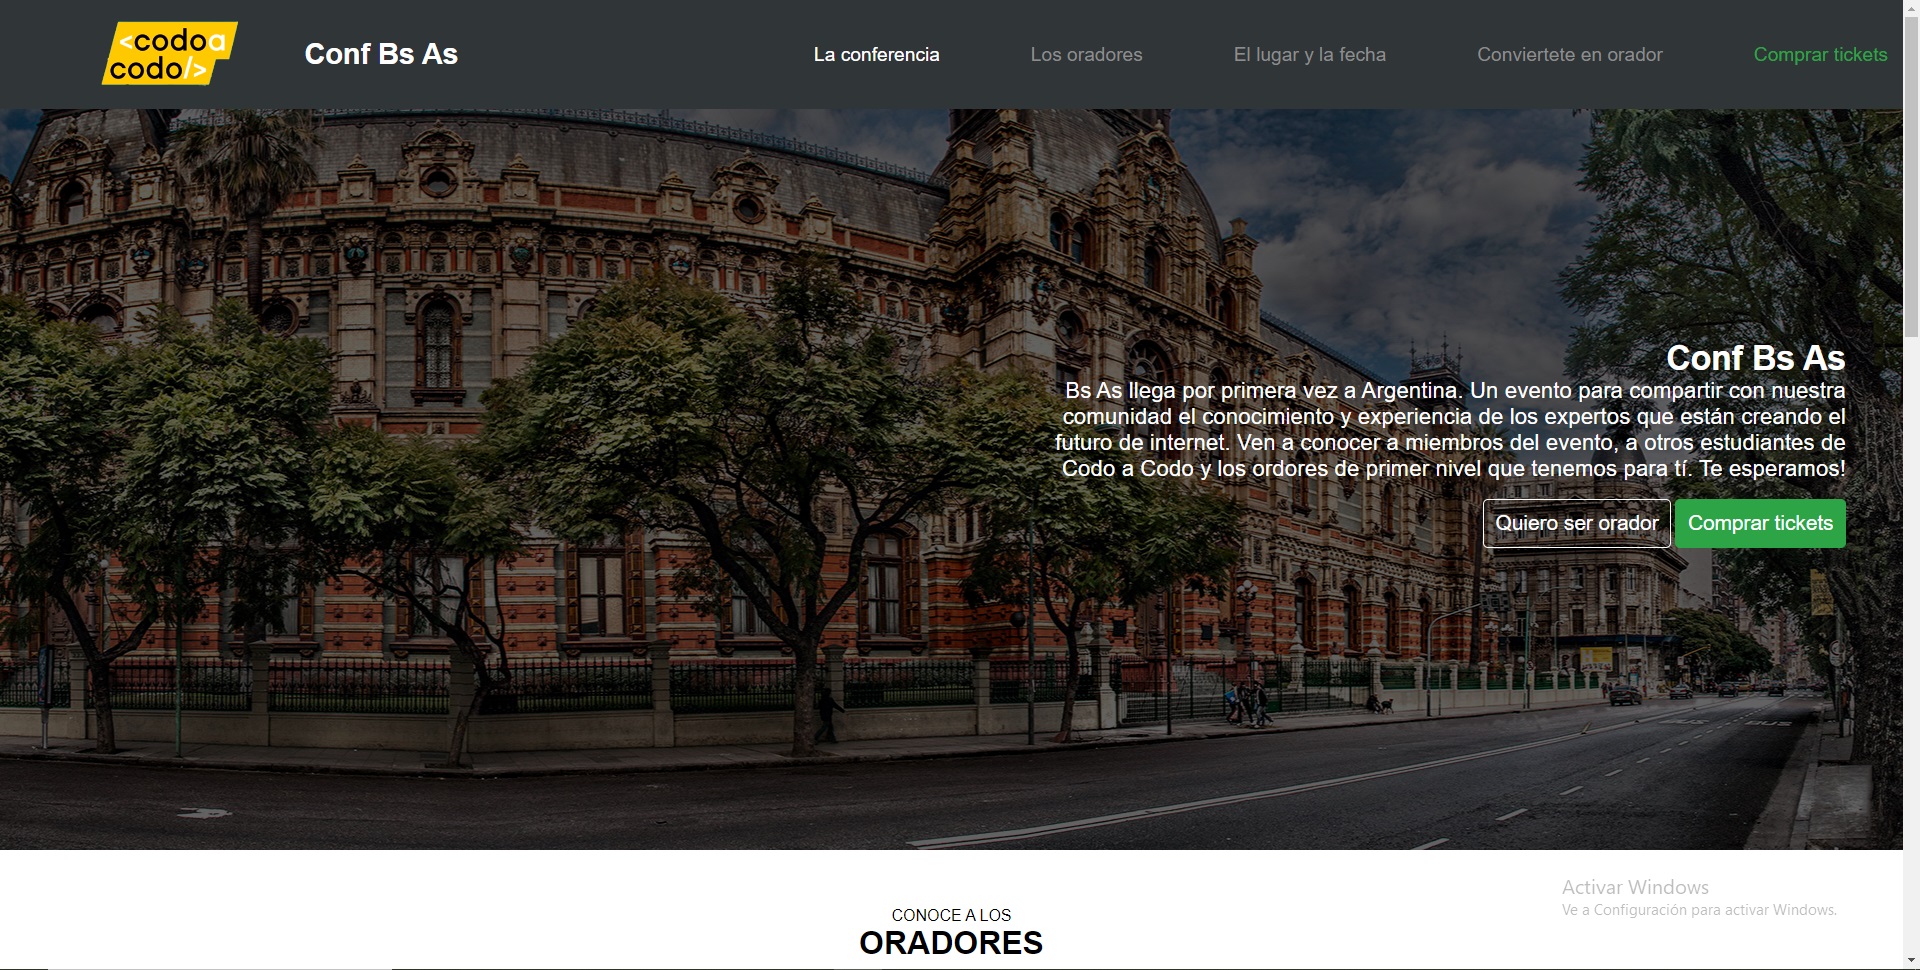 <codo a
codo/>
Conf Bs As
La conferencia
Los oradores
El lugar y la fecha
Conviertete en orador
Comprar tickets
Conf Bs As
Bs As llega por primera vez a Argentina. Un evento para compartir con nuestra
comunidad el conocimiento y experiencia de los expertos que están creando el
futuro de internet. Ven a conocer a miembros del evento, a otros estudiantes de
Codo a Codo y los ordores de primer nivel que tenemos para tí. Te esperamos!
Quiero ser orador
Comprar tickets
BUS
BUS
CONOCE A LOS
ORADORES
Activar Windows
Ve a Configuración para activar Windows.